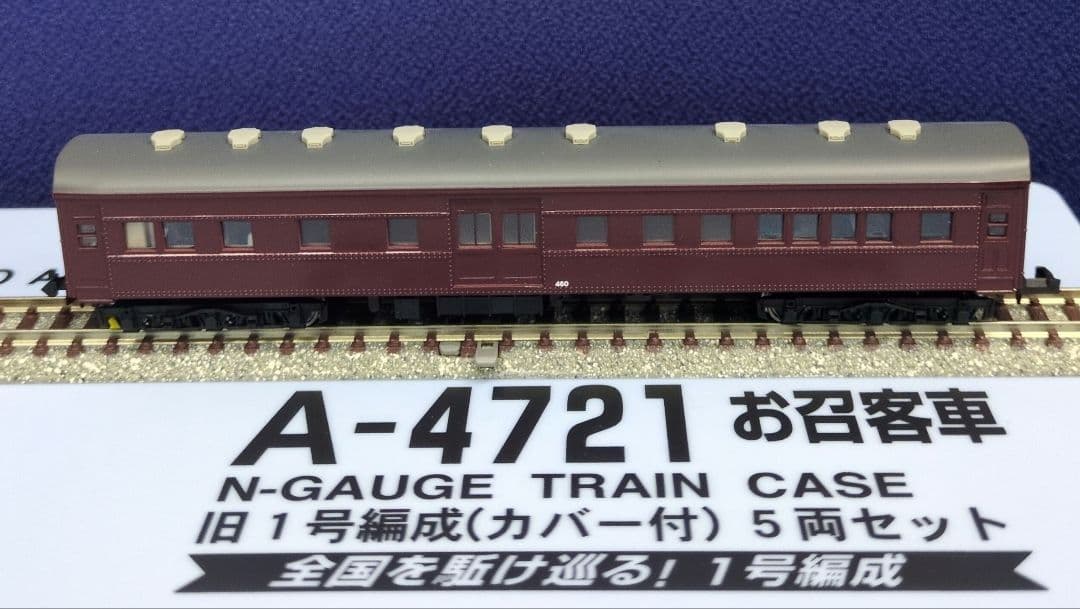 460
A-4721 お召客車
N-GAUGE TRAIN CASE
旧1号編成(カバー付) 5両セット
全国を駆け巡る! 1号編成